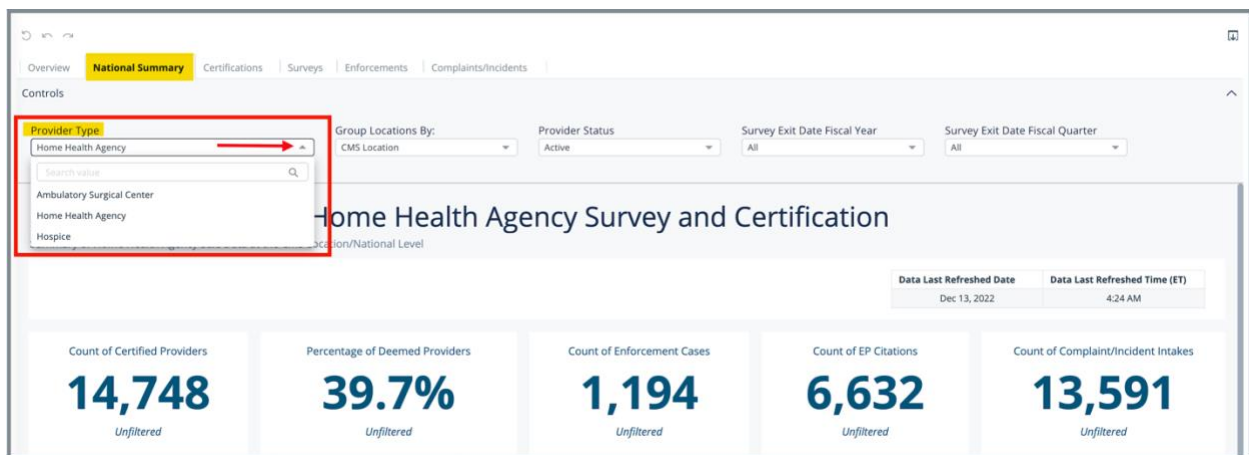 Overview National Summary Certifications Surveys Enforcements Complaints/Incidents
Controls
Provider Type Group Locations By: Provider Status Survey Exit Date Fiscal Year Survey Exit Date Fiscal Quarter
Home Health Agency CMS Location Active All All
Search value
Ambulatory Surgical Center
Home Health Agency
Hospice
Home Health Agency Survey and Certification
Location/National Level
Data Last Refreshed Date Data Last Refreshed Time (ET)
Dec 13, 2022 4:24 AM
Count of Certified Providers Percentage of Deemed Providers Count of Enforcement Cases Count of EP Citations Count of Complaint/Incident Intakes
14,748 39.7% 1,194 6,632 13,591
Unfiltered Unfiltered Unfiltered Unfiltered Unfiltered